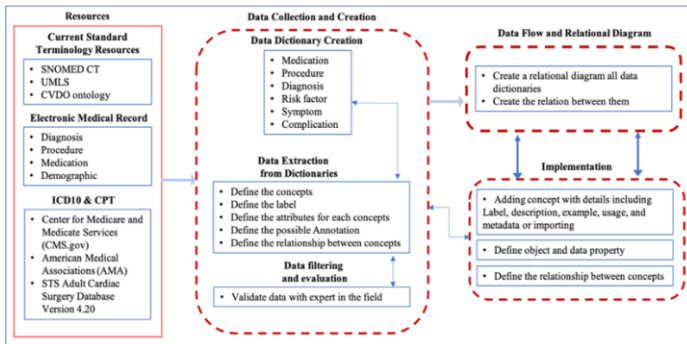 Resources
Current Standard
Terminology Resources
• SNOMED CT
• UMLS
• CVDO ontology
Electronic Medical Record
• Diagnosis
• Procedure
• Medication
• Demographic
ICD10 & CPT
• Center for Medicare and
Medicate Services
(CMS.gov)
• American Medical
Associations (AMA)
• STS Adult Cardiac
Surgery Database
Version 4.20
Data Collection and Creation
Data Dictionary Creation
• Medication
• Procedure
• Diagnosis
• Risk factor
• Symptom
• Complication
Data Extraction
from Dictionaries
• Define the concepts
• Define the label
• Define the attributes for each concepts
• Define the possible Annotation
• Define the relationship between concepts
Data filtering
and evaluation
• Validate data with expert in the field
Data Flow and Relational Diagram
• Create a relational diagram all data
dictionaries
• Create the relation between them
Implementation
• Adding concept with details including
Label, description, example, usage, and
metadata or importing
• Define object and data property
• Define the relationship between concepts